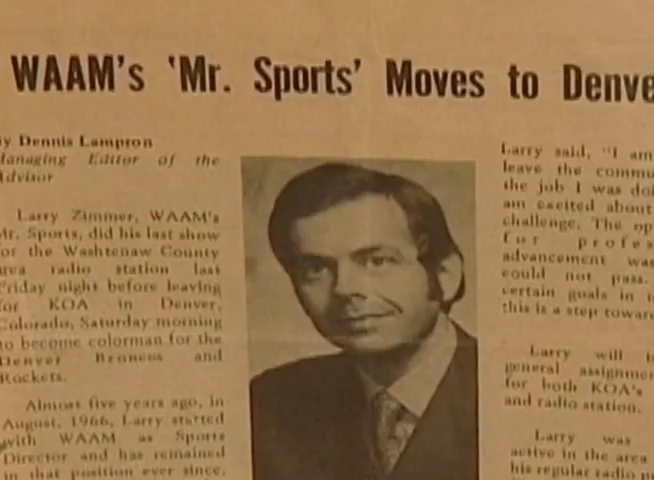 WAAM's 'Mr. Sports' Moves to Denve
y Dennis Lampron
Managing Editor of the
Advisor
Larry Zimmer, WAAM's
Mr. Sports, did his last show
for the Washtenaw County
area radio station last
Friday night before leaving
for KOA in Denver,
Colorado, Saturday morning
to become colorman for the
Denver Broncos and
Rockets.
Almost five years ago, in
August, 1966, Larry started
with WAAM as Sports
Director and has remained
in that position ever since.
Larry said, "I am
leave the commu
the job I was doi
am excited about
challenge. The op
for profes
advancement was
could not pass.
certain goals in
this is a step towar
Larry will
general assignmen
for both KOA's
and radio station.
Larry was
active in the area
his regular radio